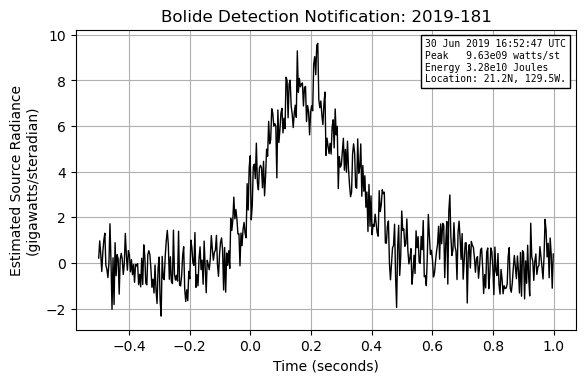 Bolide Detection Notification: 2019-181
30 Jun 2019 16:52:47 UTC
Peak   9.63e09 watts/st
Energy 3.28e10 Joules
Location: 21.2N, 129.5W.
Estimated Source Radiance
(gigawatts/steradian)
10
8
6
4
2
0
−2
−0.4 −0.2 0.0 0.2 0.4 0.6 0.8 1.0
Time (seconds)